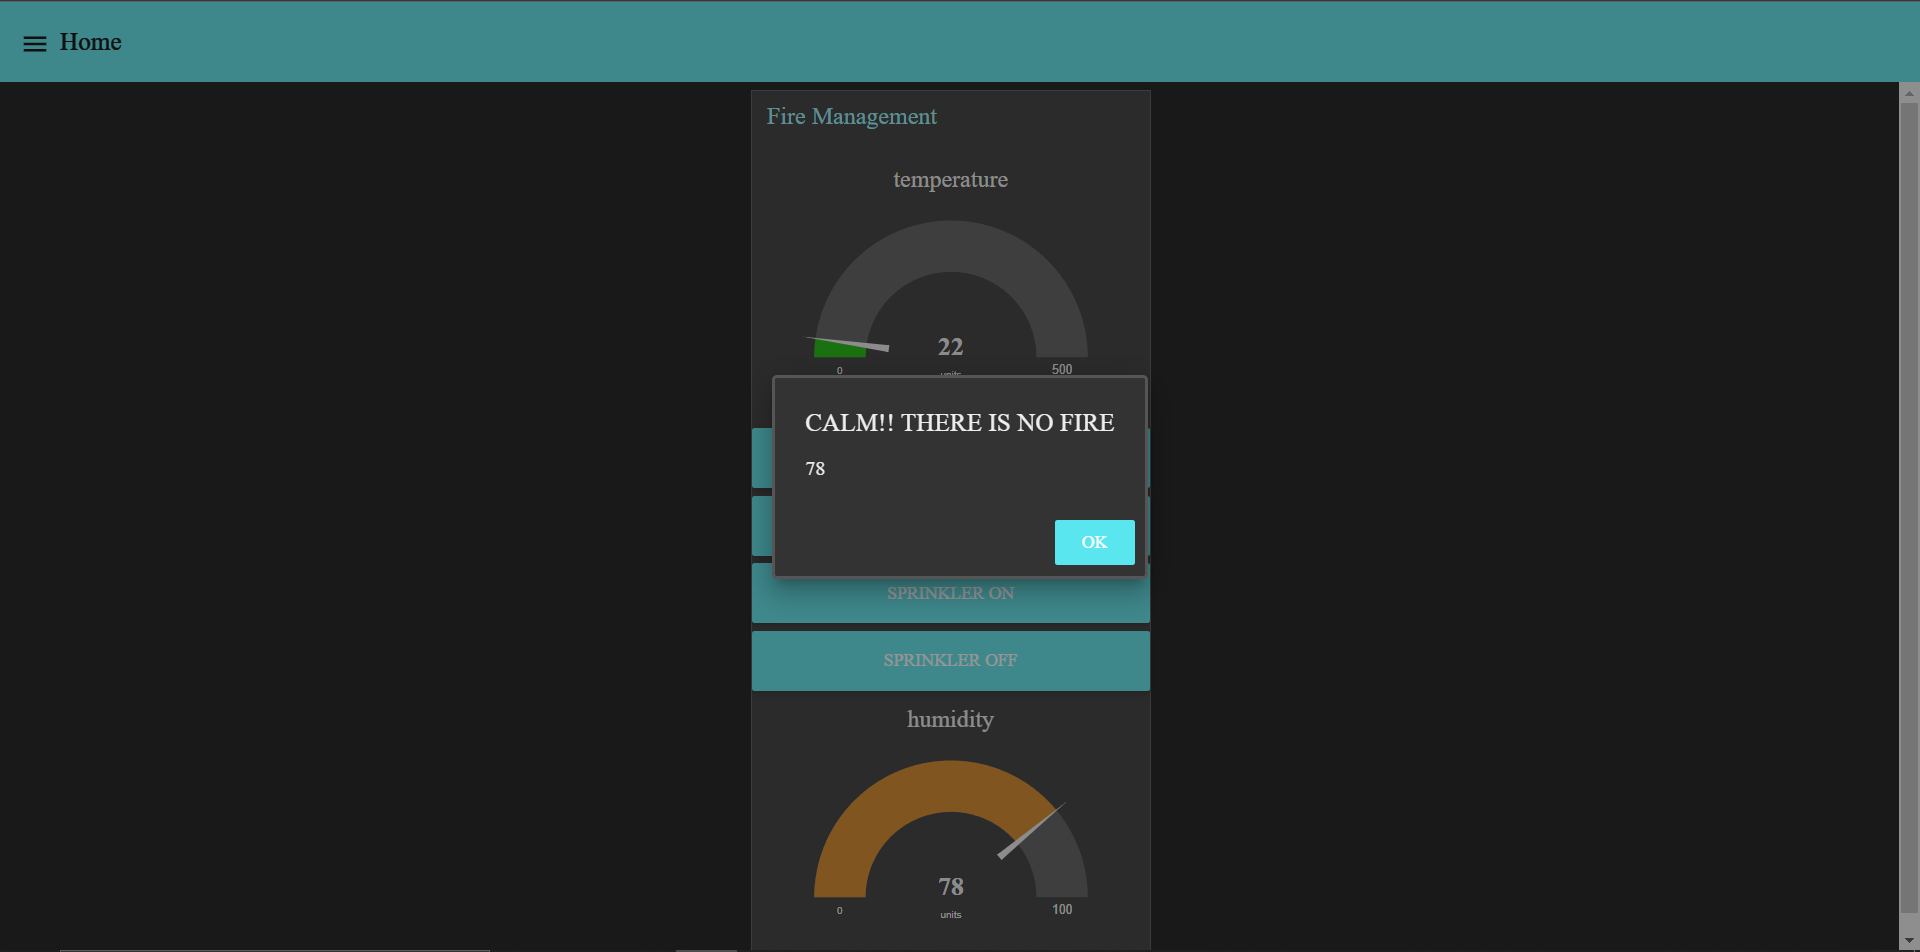 Home
Fire Management
temperature
22
0
units
500
CALM!! THERE IS NO FIRE
78
OK
SPRINKLER ON
SPRINKLER OFF
humidity
78
0
units
100